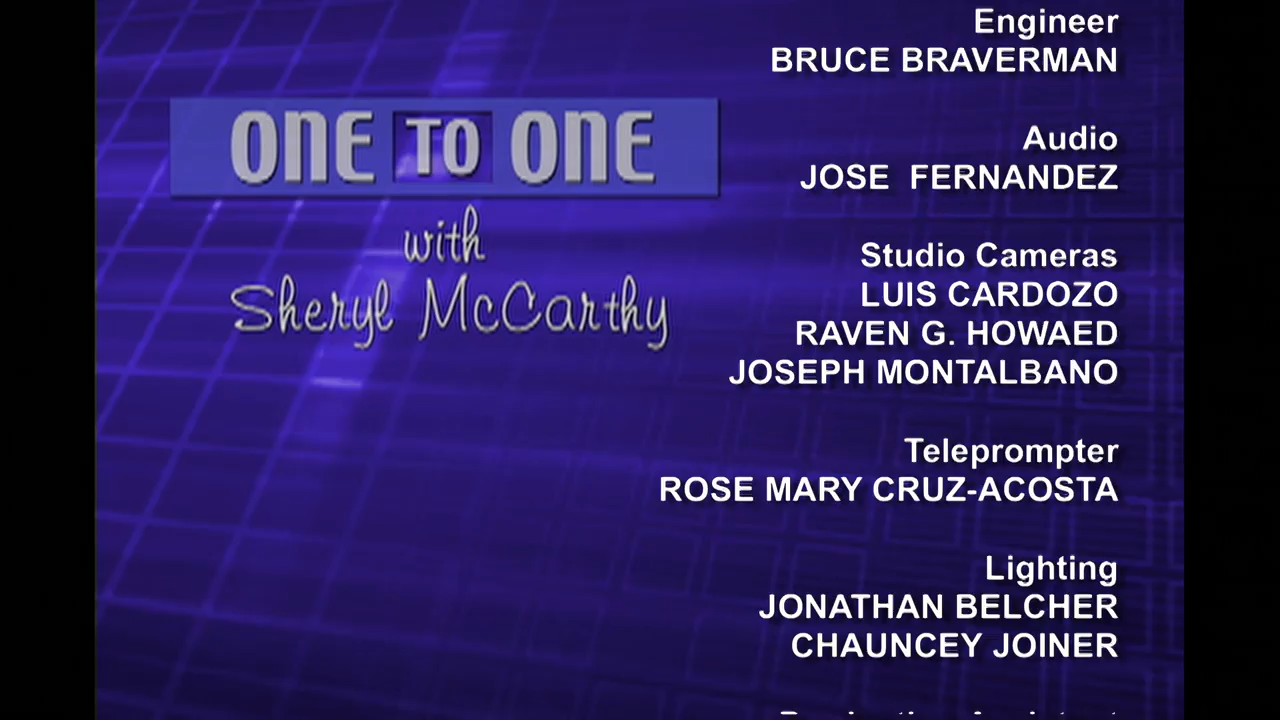 ONE TO ONE
with
Sheryl McCarthy
Engineer
BRUCE BRAVERMAN
Audio
JOSE FERNANDEZ
Studio Cameras
LUIS CARDOZO
RAVEN G. HOWAED
JOSEPH MONTALBANO
Teleprompter
ROSE MARY CRUZ-ACOSTA
Lighting
JONATHAN BELCHER
CHAUNCEY JOINER